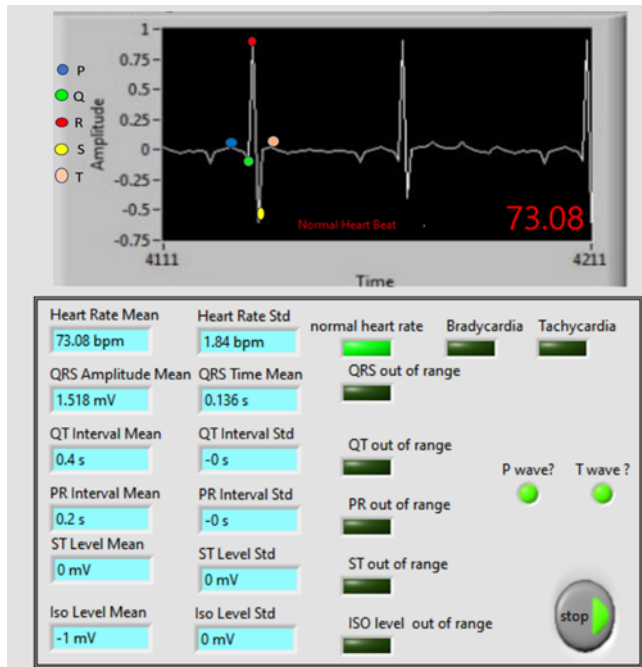 1
0.75
0.5
0.25
0
-0.25
-0.5
-0.75
Amplitude
P
Q
R
S
T
Normal Heart Beat
73.08
4111 4211
Time
Heart Rate Mean Heart Rate Std
73.08 bpm 1.84 bpm
normal heart rate Bradycardia Tachycardia
QRS Amplitude Mean QRS Time Mean QRS out of range
1.518 mV 0.136 s
QT Interval Mean QT Interval Std QT out of range
0.4 s -0 s
P wave? T wave ?
PR Interval Mean PR Interval Std PR out of range
0.2 s -0 s
ST Level Mean ST Level Std ST out of range
0 mV 0 mV
Iso Level Mean Iso Level Std ISO level out of range
-1 mV 0 mV
stop